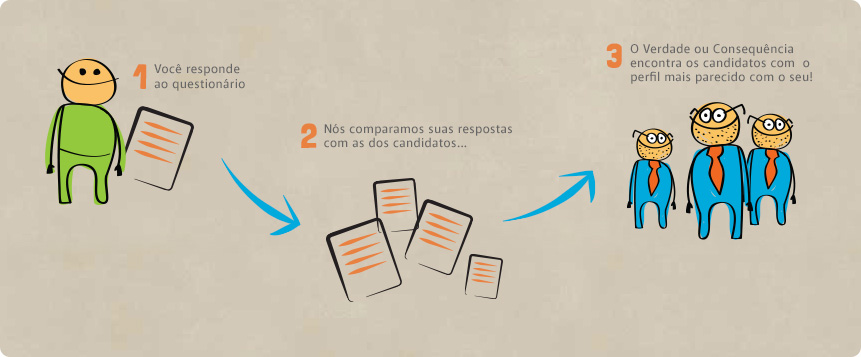 1 Você responde
ao questionário
2 Nós comparamos suas respostas
com as dos candidatos...
3 O Verdade ou Consequência
encontra os candidatos com o
perfil mais parecido com o seu!